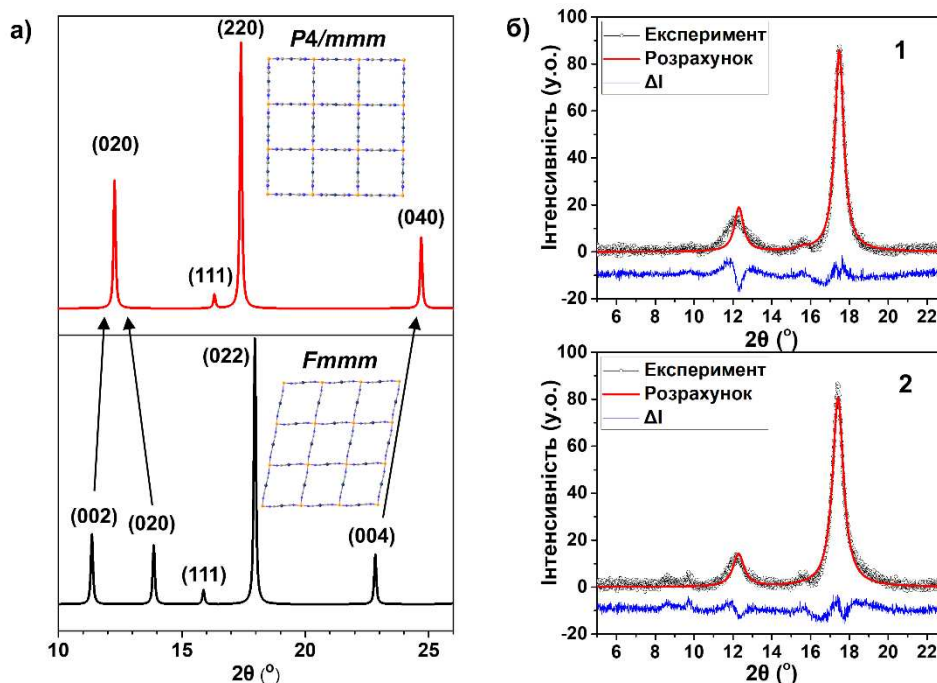 а)
(220)
P4/mmm
(020)
(040)
(111)
(022)
Fmmm
(002)
(020)
(004)
(111)
10 15 20 25
2θ (°)
б)
100
80
60
40
20
0
-20
Інтенсивність (у.о.)
Експеримент
Розрахунок
ΔI
1
6 8 10 12 14 16 18 20 22
2θ (°)
100
80
60
40
20
0
-20
Інтенсивність (у.о.)
Експеримент
Розрахунок
ΔI
2
6 8 10 12 14 16 18 20 22
2θ (°)